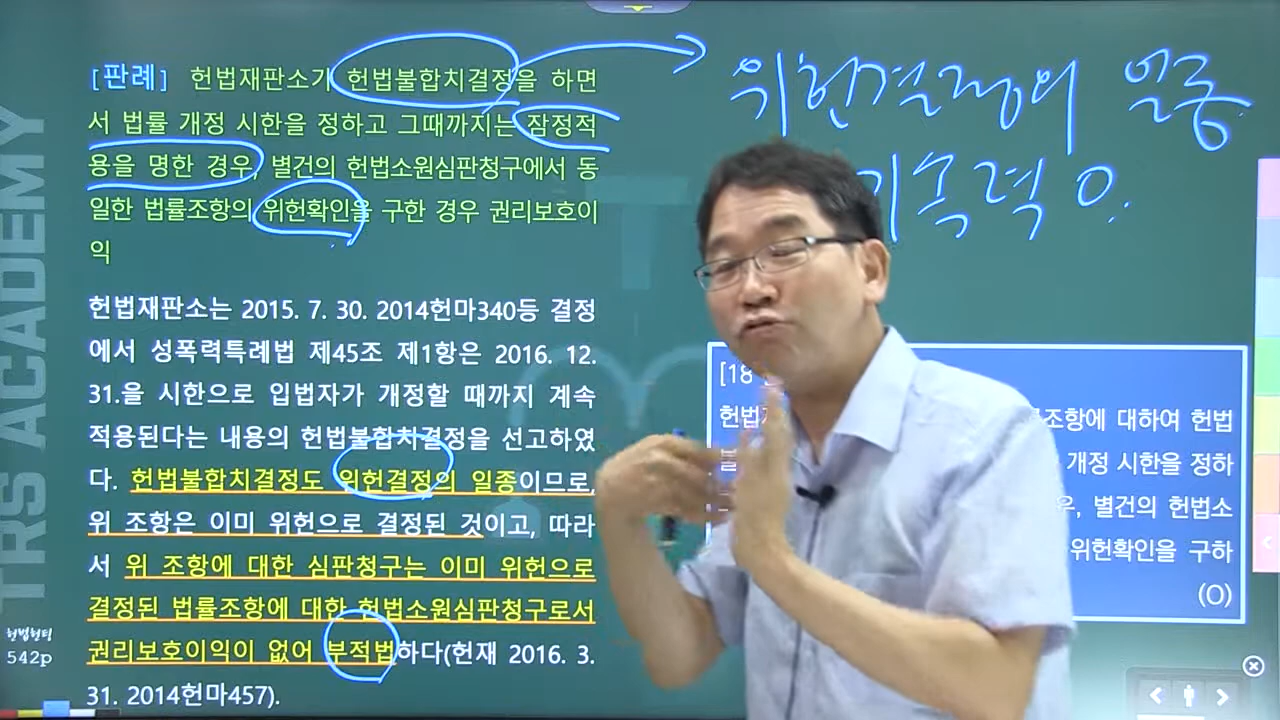 [판례] 헌법재판소가 헌법불합치결정을 하면
서 법률 개정 시한을 정하고 그때까지는 잠정적
용을 명한 경우, 별건의 헌법소원심판청구에서 동
일한 법률조항의 위헌확인을 구한 경우 권리보호이
익
헌법재판소는 2015. 7. 30. 2014헌마340등 결정
에서 성폭력특례법 제45조 제1항은 2016. 12.
31.을 시한으로 입법자가 개정할 때까지 계속
적용된다는 내용의 헌법불합치결정을 선고하였
다. 헌법불합치결정도 위헌결정의 일종이므로,
위 조항은 이미 위헌으로 결정된 것이고, 따라
서 위 조항에 대한 심판청구는 이미 위헌으로
결정된 법률조항에 대한 헌법소원심판청구로서
권리보호이익이 없어 부적법하다(헌재 2016. 3.
31. 2014헌마457).
위헌결정의 일종
기속력 O.
[18
조항에 대하여 헌법
개정 시한을 정하
별건의 헌법소
위헌확인을 구하
(O)
TRS ACADEMY
헌법헌터
542p